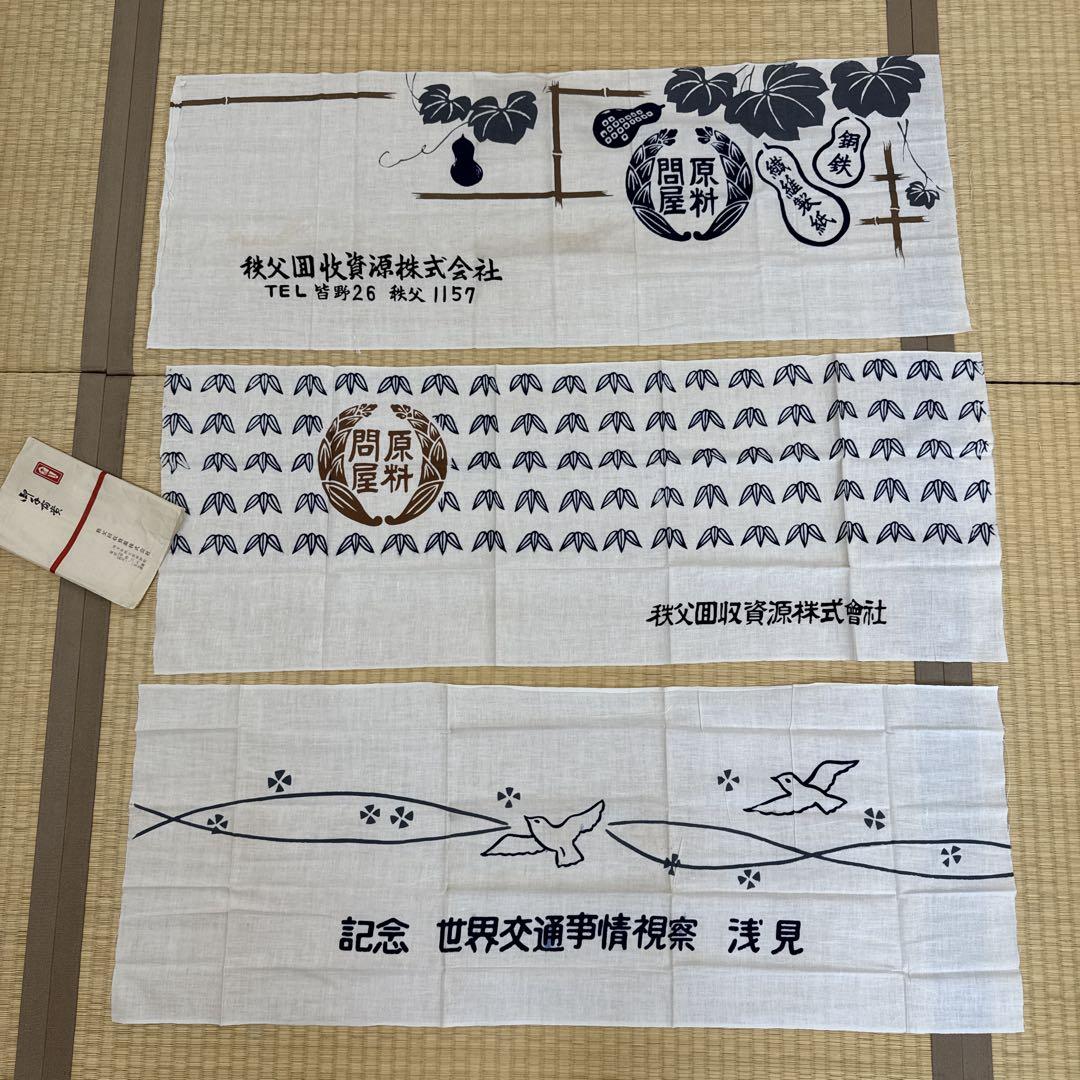 銅鉄
繊維製紙
原料
問屋
秩父回收資源株式会社
TEL 皆野26 秩父1157
原料
問屋
秩父回収資源株式會社
記念 世界交通事情視察 浅見